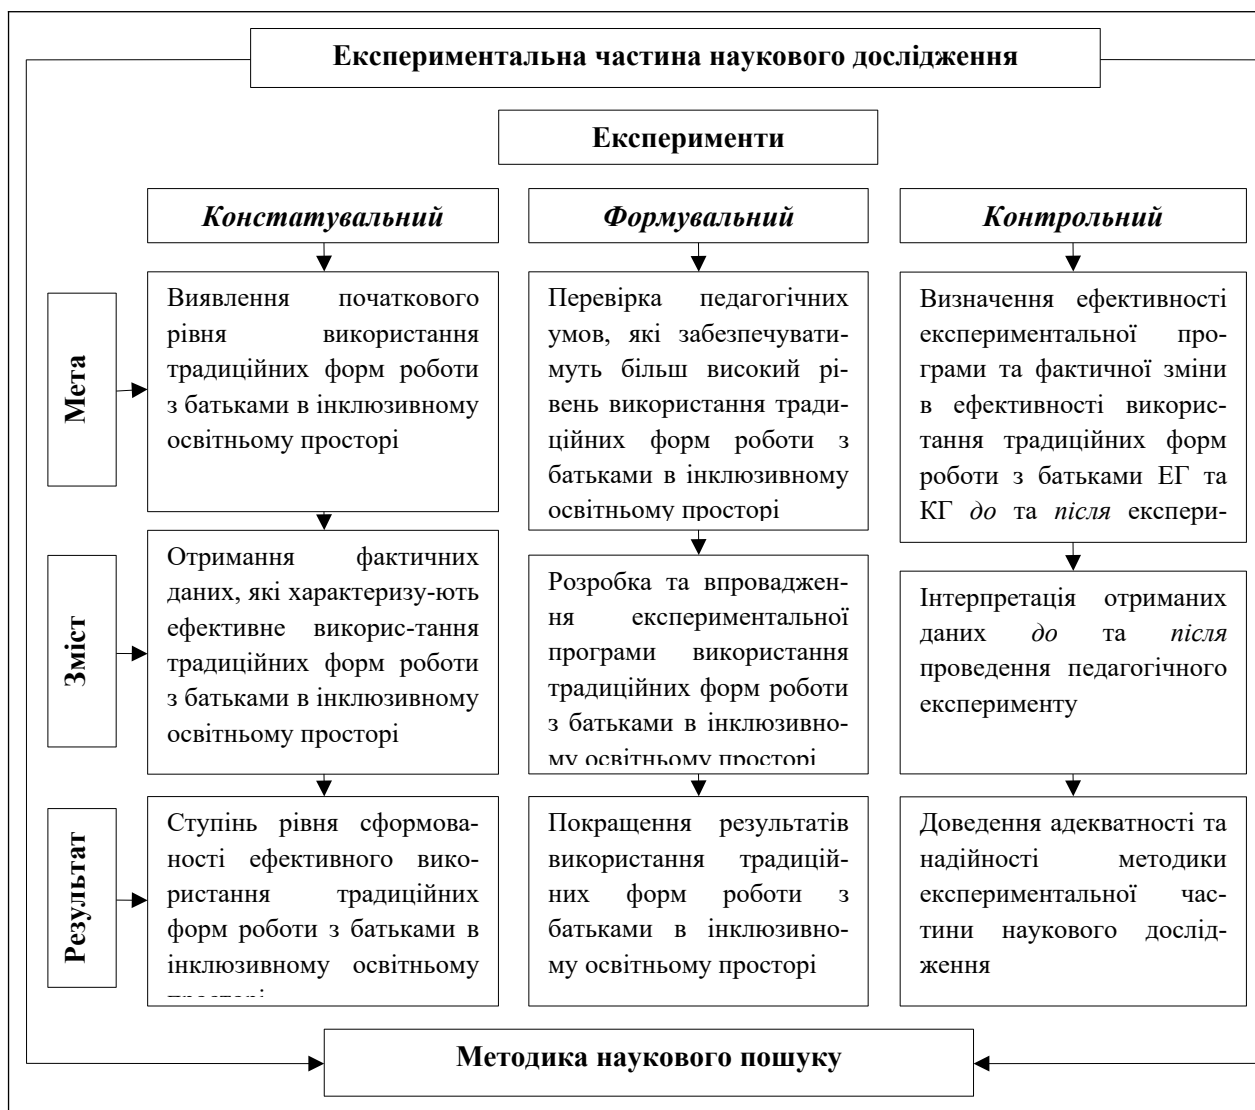 Експериментальна частина наукового дослідження
Експерименти
Констатувальний
Формувальний
Контрольний
Мета
Виявлення початкового
рівня використання
традиційних форм роботи
з батьками в інклюзивному
освітньому просторі
Перевірка педагогічних
умов, які забезпечувати-
муть більш високий рі-
вень використання тради-
ційних форм роботи з
батьками в інклюзивному
освітньому просторі
Визначення ефективності
експериментальної про-
грами та фактичної зміни
в ефективності викорис-
тання традиційних форм
роботи з батьками ЕГ та
КГ до та після експери-
Зміст
Отримання фактичних
даних, які характеризу-ють
ефективне використ-тання
традиційних форм роботи
з батьками в інклюзивному
освітньому просторі
Розробка та впроваджен-
ня експериментальної
програми використання
традиційних форм роботи
з батьками в інклюзивно-
му освітньому просторі
Інтерпретація отриманих
даних до та після
проведення педагогічного
експерименту
Результат
Ступінь рівня сформова-
ності ефективного вико-
ристання традиційних
форм роботи з батьками в
інклюзивному освітньому
просторі
Покращення результатів
використання традицій-
них форм роботи з
батьками в інклюзивно-
му освітньому просторі
Доведення адекватності та
надійності методики
експериментальної час-
тини наукового дослід-
ження
Методика наукового пошуку